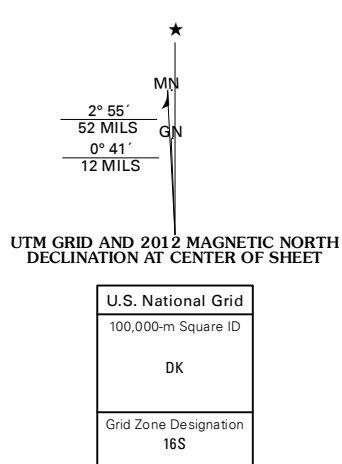 ★
MN
2° 55´
52 MILS
GN
0° 41´
12 MILS
UTM GRID AND 2012 MAGNETIC NORTH
DECLINATION AT CENTER OF SHEET
U.S. National Grid
100,000-m Square ID
DK
Grid Zone Designation
16S